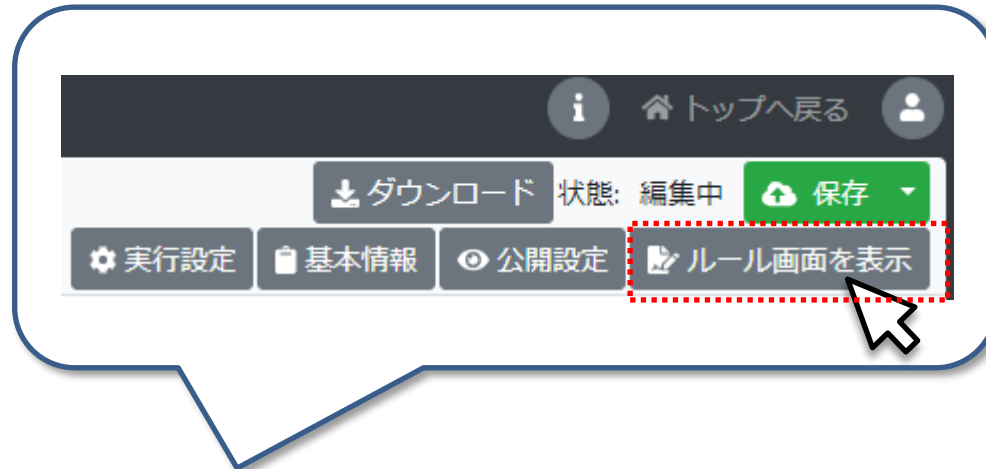 トップへ戻る
ダウンロード 状態: 編集中 保存
実行設定 基本情報 公開設定 ルール画面を表示